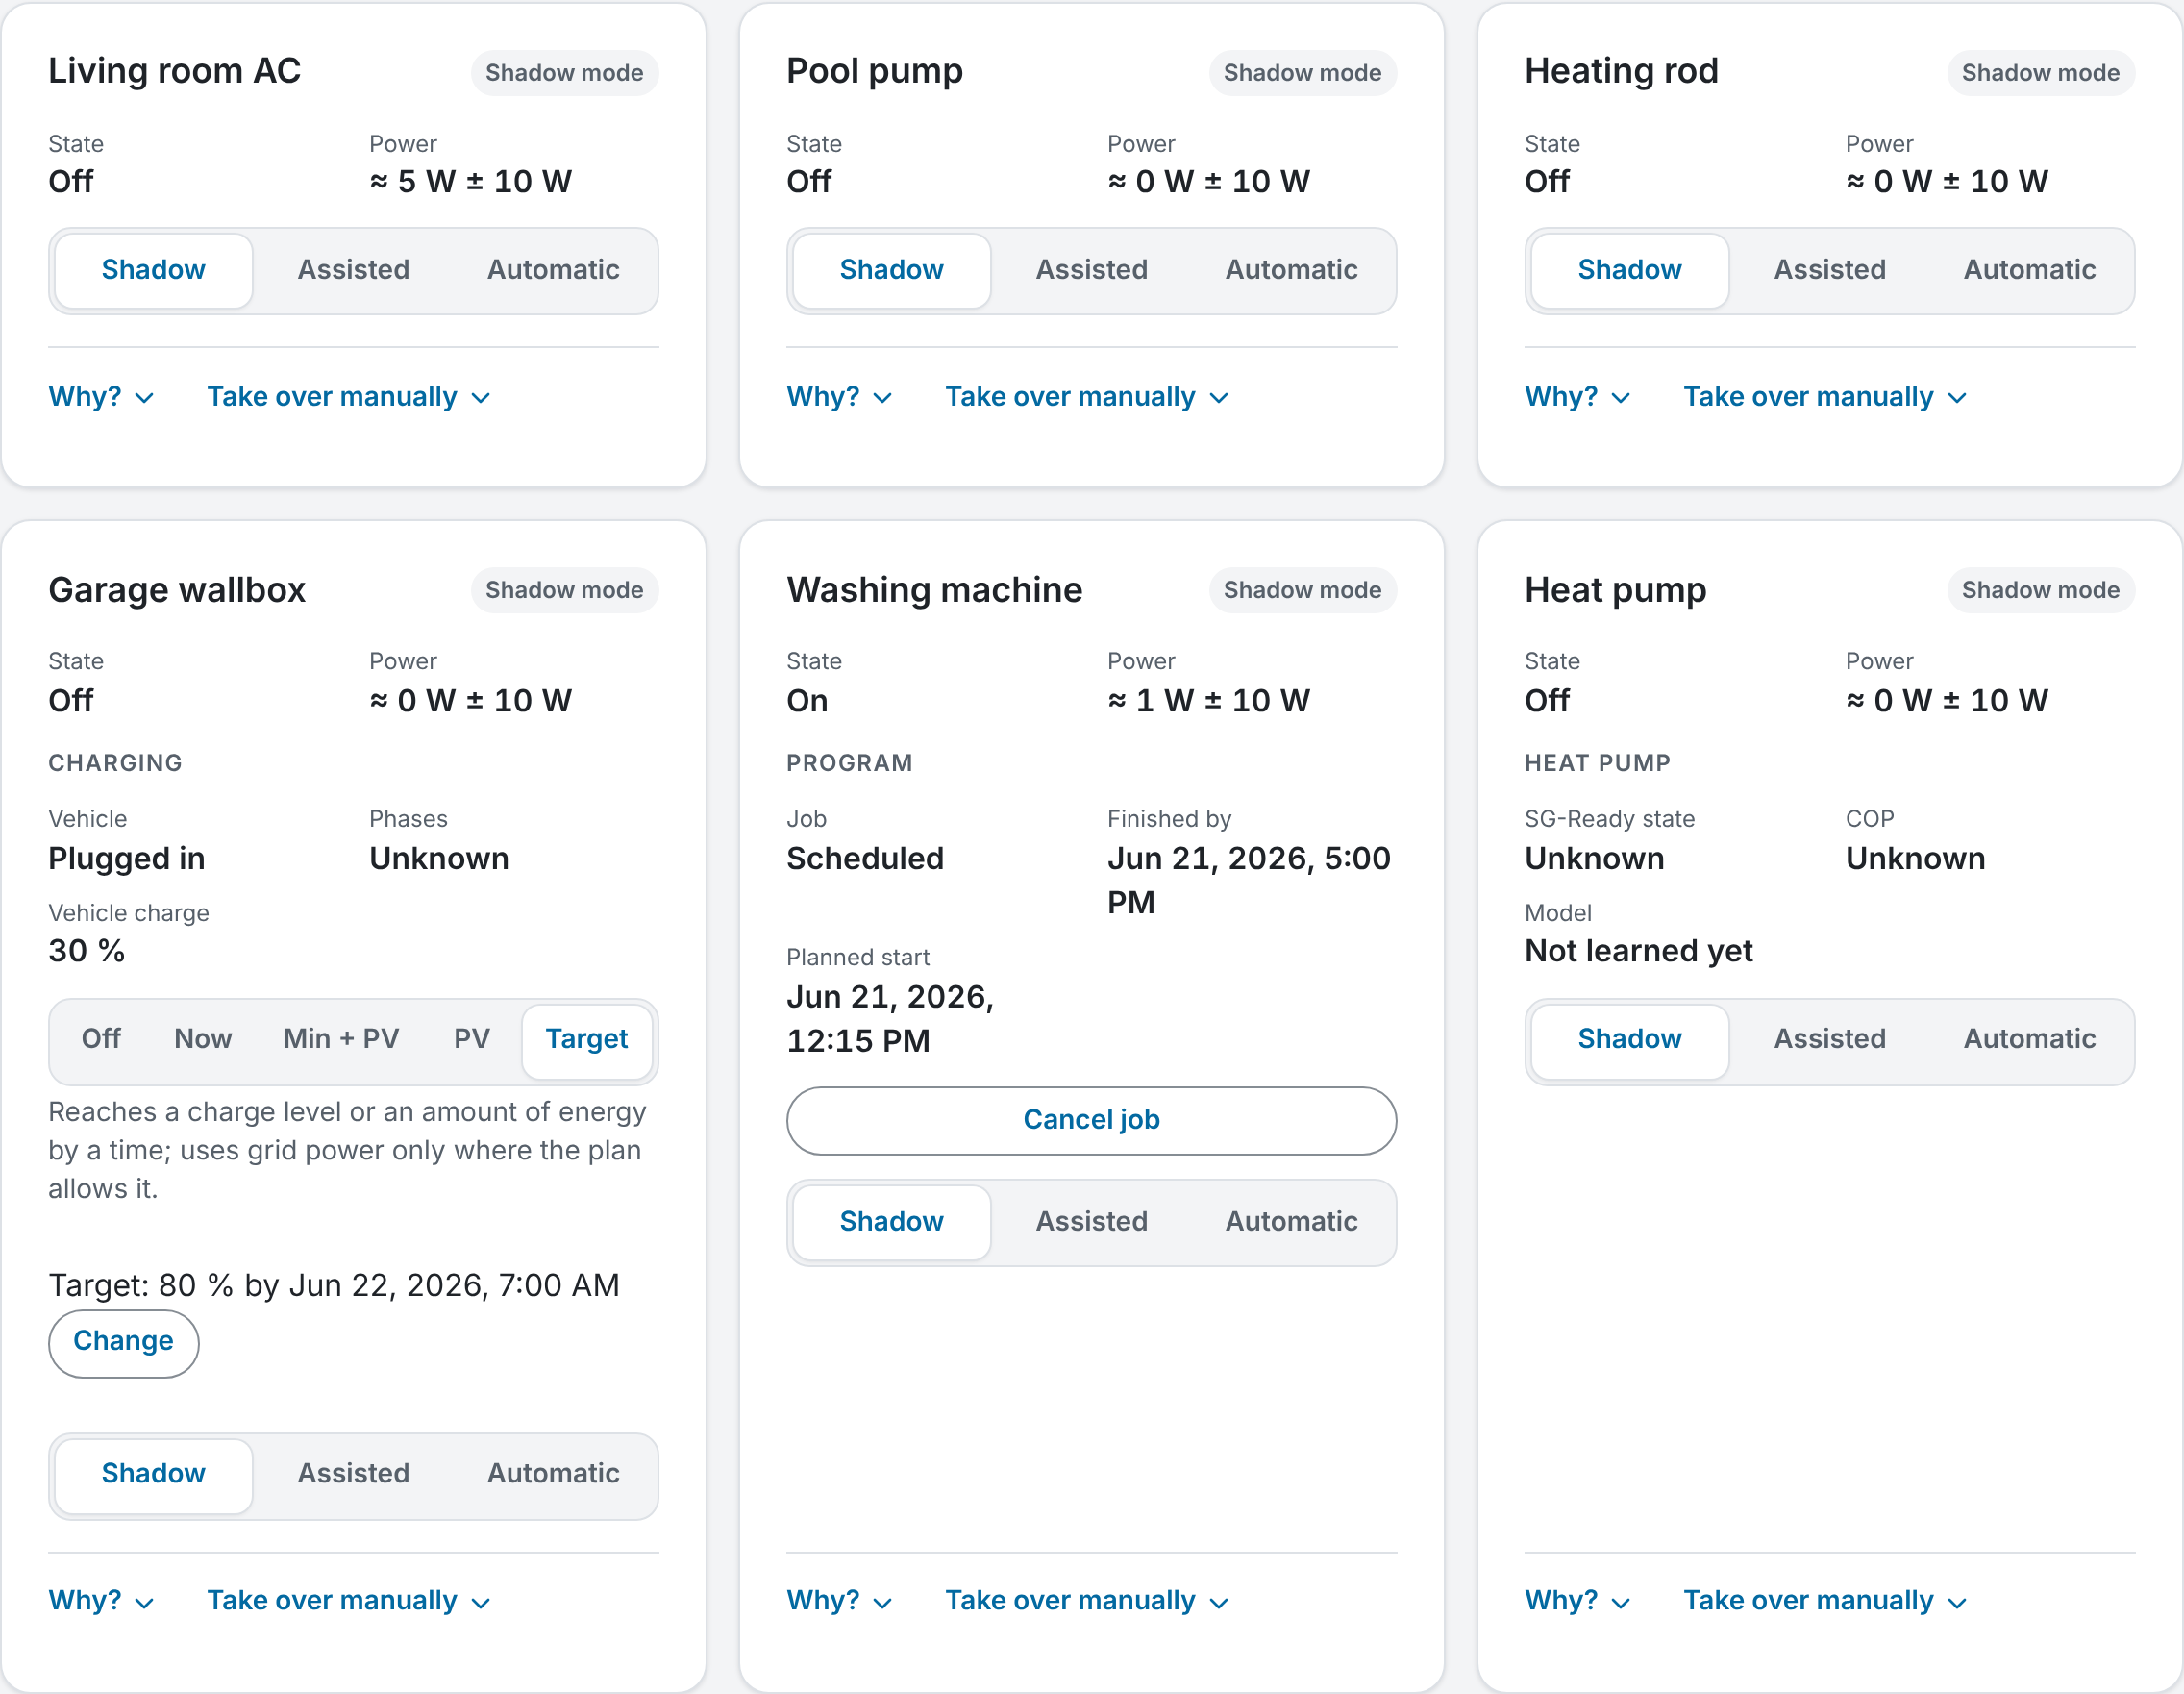 Living room AC
Shadow mode
State
Power
Off
≈ 5 W ± 10 W
Shadow
Assisted
Automatic
Why?
Take over manually
Pool pump
Shadow mode
State
Power
Off
≈ 0 W ± 10 W
Shadow
Assisted
Automatic
Why?
Take over manually
Heating rod
Shadow mode
State
Power
Off
≈ 0 W ± 10 W
Shadow
Assisted
Automatic
Why?
Take over manually
Garage wallbox
Shadow mode
State
Power
Off
≈ 0 W ± 10 W
CHARGING
Vehicle
Phases
Plugged in
Unknown
Vehicle charge
30 %
Off
Now
Min + PV
PV
Target
Reaches a charge level or an amount of energy
by a time; uses grid power only where the plan
allows it.
Target: 80 % by Jun 22, 2026, 7:00 AM
Change
Shadow
Assisted
Automatic
Why?
Take over manually
Washing machine
Shadow mode
State
Power
On
≈ 1 W ± 10 W
PROGRAM
Job
Finished by
Scheduled
Jun 21, 2026, 5:00
PM
Planned start
Jun 21, 2026,
12:15 PM
Cancel job
Shadow
Assisted
Automatic
Why?
Take over manually
Heat pump
Shadow mode
State
Power
Off
≈ 0 W ± 10 W
HEAT PUMP
SG-Ready state
COP
Unknown
Unknown
Model
Not learned yet
Shadow
Assisted
Automatic
Why?
Take over manually